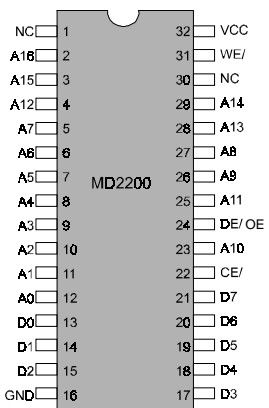 NC 1 32 VCC
A16 2 31 WE/
A15 3 30 NC
A12 4 29 A14
A7 5 28 A13
A6 6 27 A8
A5 7 26 A9
MD2200
A4 8 25 A11
A3 9 24 DE/ OE
A2 10 23 A10
A1 11 22 CE/
A0 12 21 D7
D0 13 20 D6
D1 14 19 D5
D2 15 18 D4
GND 16 17 D3